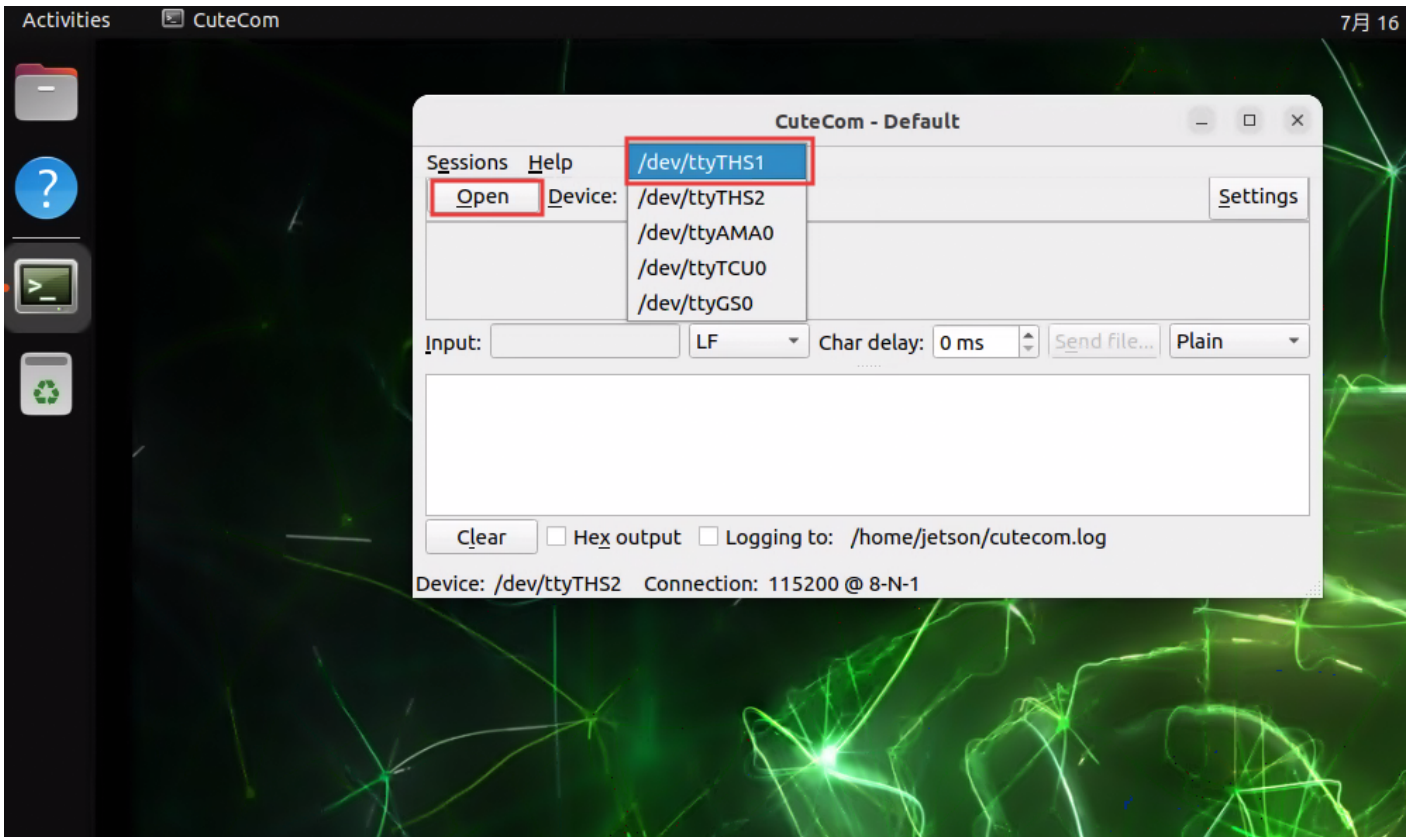 Activities CuteCom 7月 16
CuteCom - Default
Sessions Help /dev/ttyTHS1
Open Device: /dev/ttyTHS2 Settings
/dev/ttyAMA0
/dev/ttyTCU0
/dev/ttyGS0
Input: LF Char delay: 0 ms Send file... Plain
Clear Hex output Logging to: /home/jetson/cutecom.log
Device: /dev/ttyTHS2 Connection: 115200 @ 8-N-1